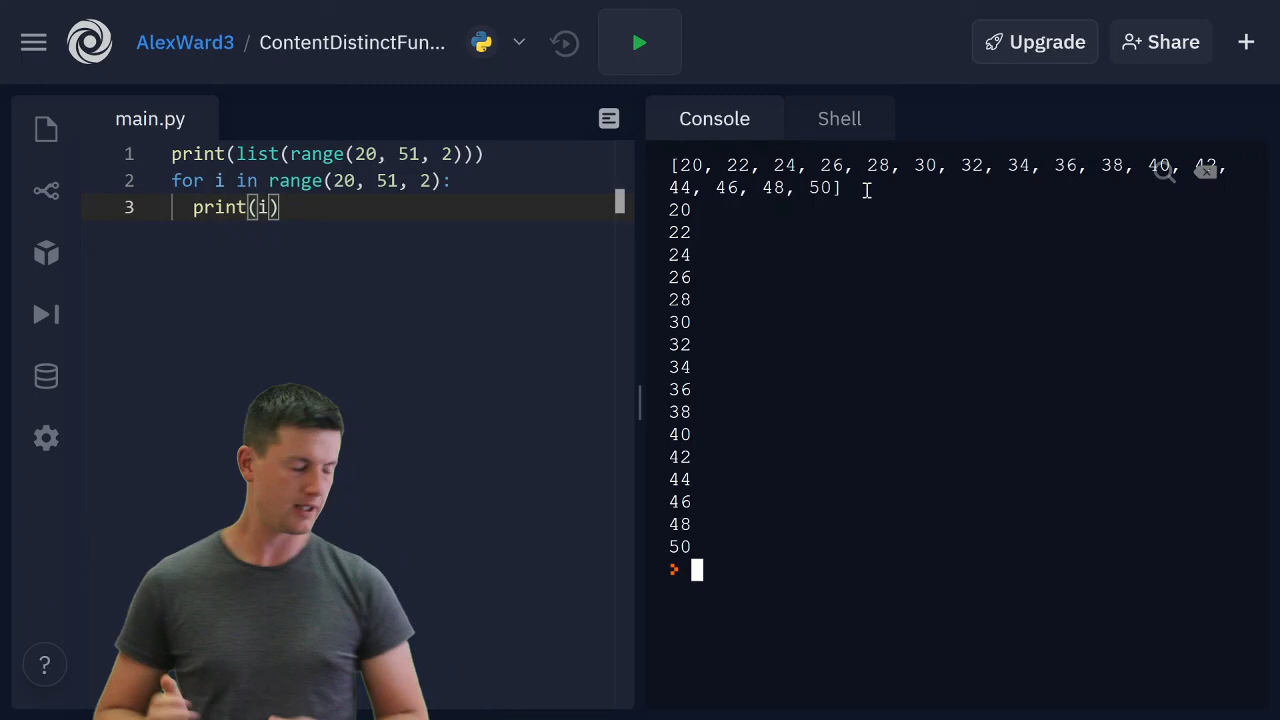 AlexWard3 / ContentDistinctFun...
Upgrade
Share
main.py
1 print(list(range(20, 51, 2)))
2 for i in range(20, 51, 2):
3 print(i)
Console
Shell
[20, 22, 24, 26, 28, 30, 32, 34, 36, 38, 40, 42,
44, 46, 48, 50]
20
22
24
26
28
30
32
34
36
38
40
42
44
46
48
50
?